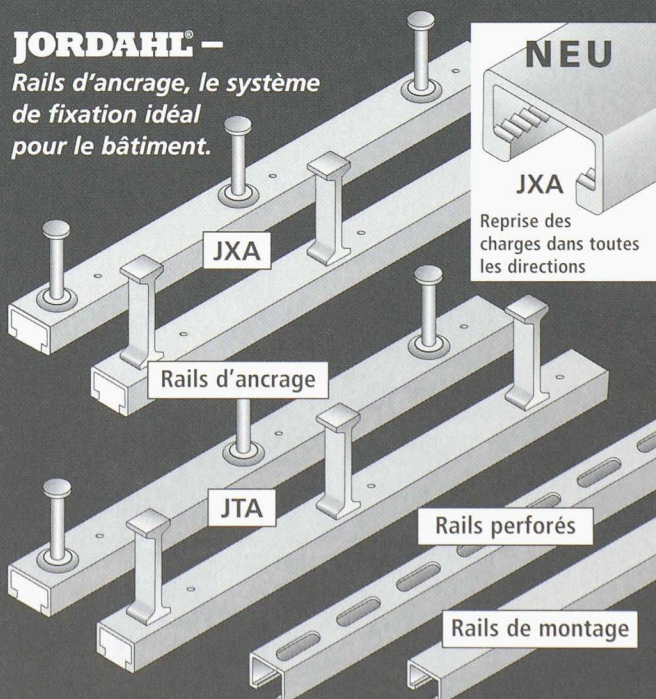 JORDAHL® –
Rails d'ancrage, le système
de fixation idéal
pour le bâtiment.
NEU
JXA
Reprise des
charges dans toutes
les directions
JXA
Rails d'ancrage
JTA
Rails perforés
Rails de montage